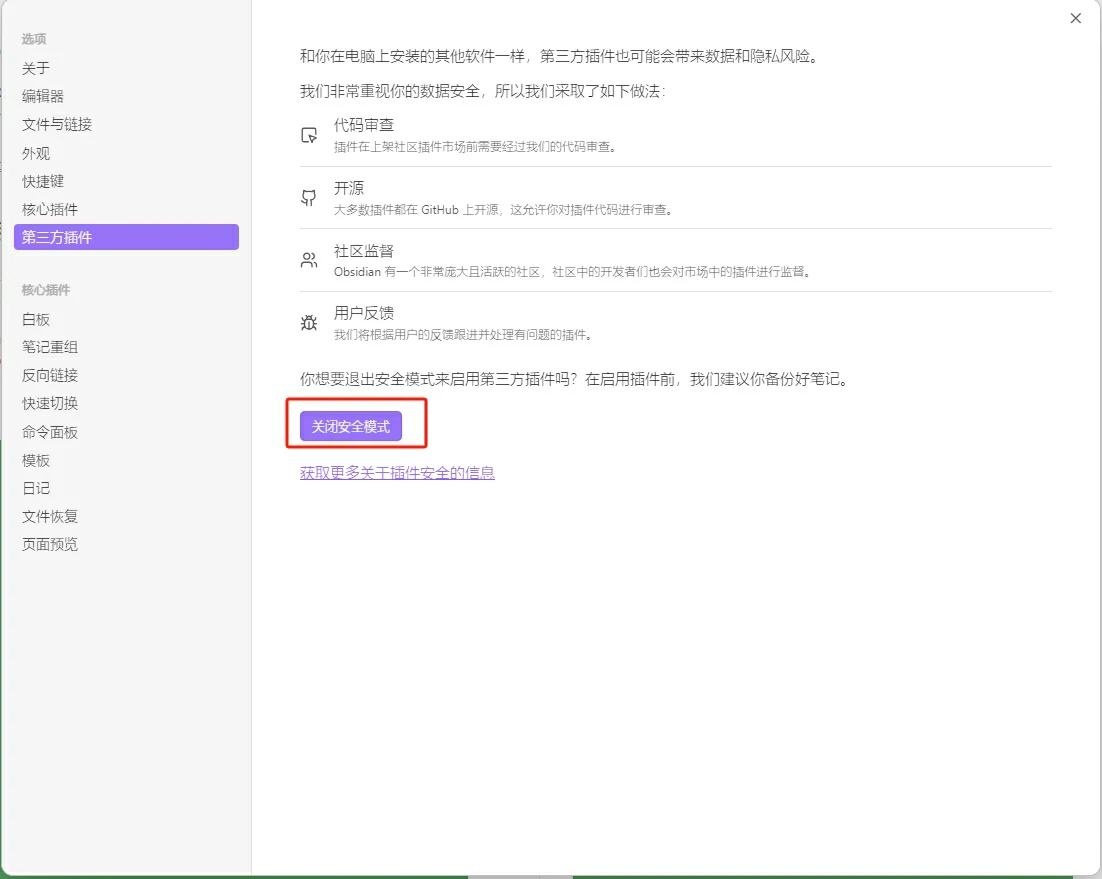 选项
关于
编辑器
文件与链接
外观
快捷键
核心插件
第三方插件
核心插件
白板
笔记重组
反向链接
快速切换
命令面板
模板
日记
文件恢复
页面预览
和你在电脑上安装的其他软件一样，第三方插件也可能会带来数据和隐私风险。
我们非常重视你的数据安全，所以我们采取了如下做法：
代码审查
插件在上架社区插件市场前需要经过我们的代码审查。
开源
大多数插件都在 GitHub 上开源，这允许你对插件代码进行审查。
社区监督
Obsidian 有一个非常庞大且活跃的社区，社区中的开发者们也会对市场中的插件进行监督。
用户反馈
我们将根据用户的反馈跟进并处理有问题的插件。
你想要退出安全模式来启用第三方插件吗？在启用插件前，我们建议你备份好笔记。
关闭安全模式
获取更多关于插件安全的信息